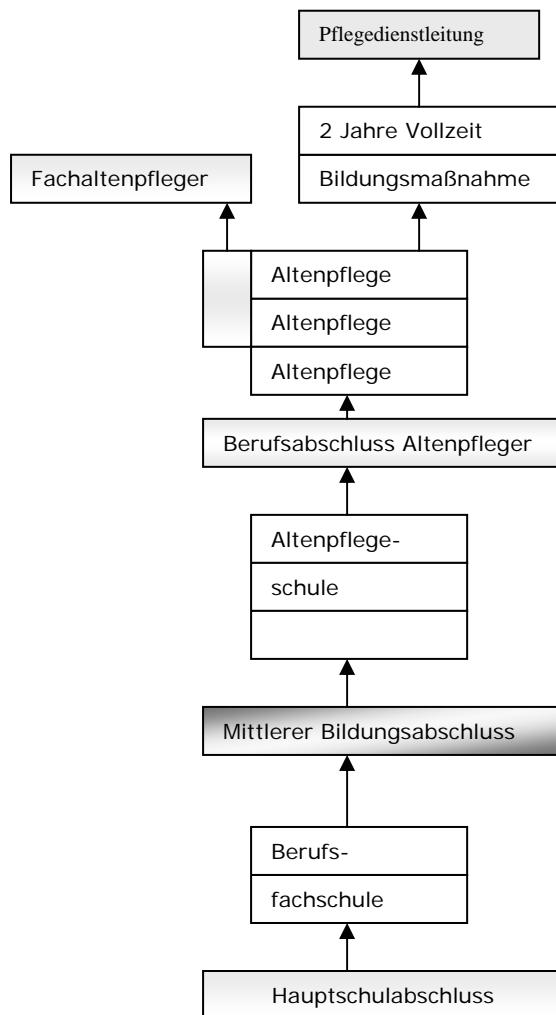 Pflegedienstleitung
2 Jahre Vollzeit
Fachaltenpfleger
Bildungsmaßnahme
Altenpflege
Altenpflege
Altenpflege
Berufsabschluss Altenpfleger
Altenpflege-
schule
Mittlerer Bildungsabschluss
Berufs-
fachschule
Hauptschulabschluss